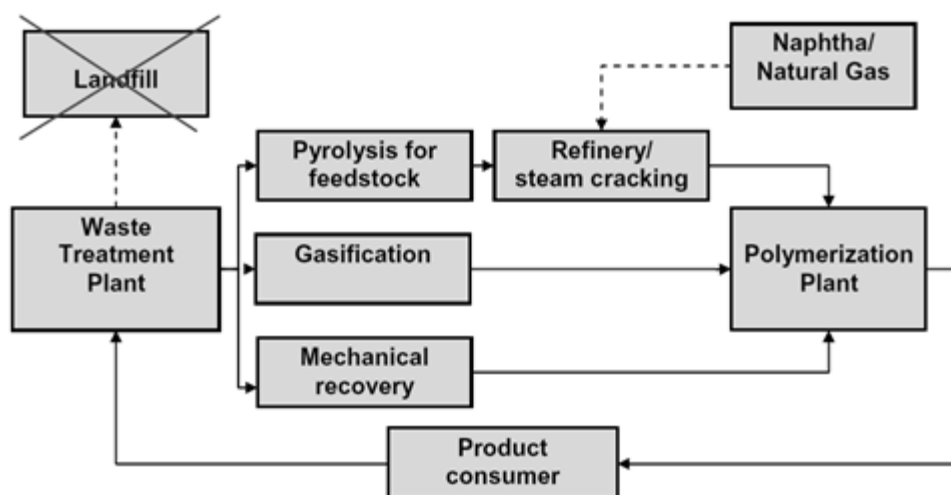 Landfill
Naphtha/
Natural Gas
Pyrolysis for
feedstock
Refinery/
steam cracking
Waste
Treatment
Plant
Gasification
Polymerization
Plant
Mechanical
recovery
Product
consumer